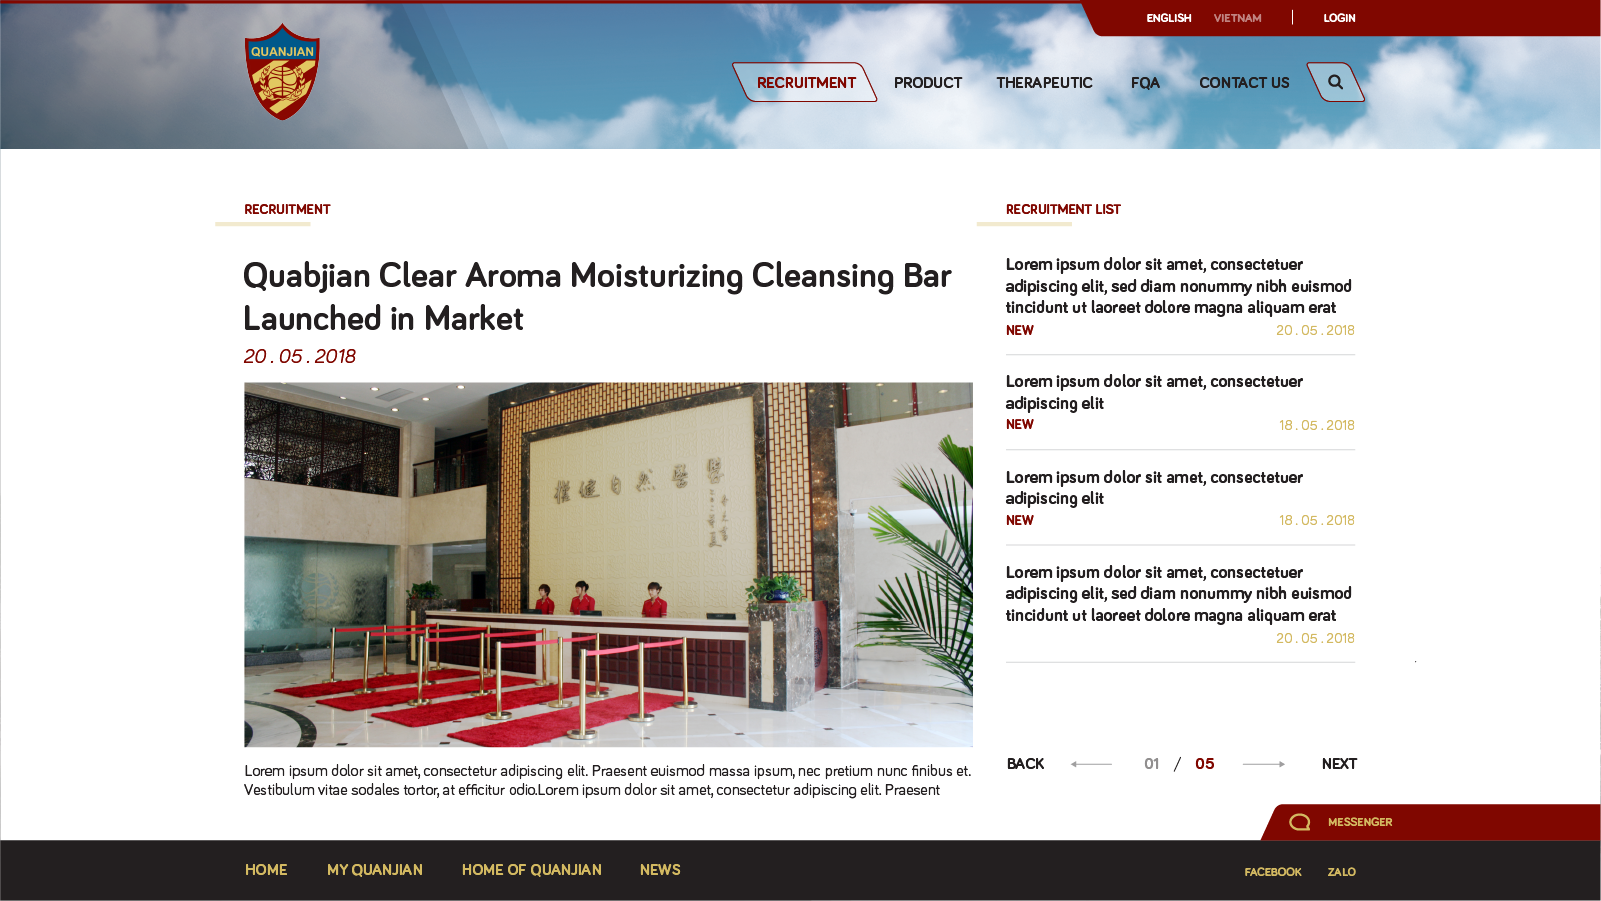 ENGLISH VIETNAM LOGIN
QUANJIAN
RECRUITMENT PRODUCT THERAPEUTIC FQA CONTACT US
RECRUITMENT
Quabjian Clear Aroma Moisturizing Cleansing Bar
Launched in Market
20 . 05 . 2018
自然醫學
Lorem ipsum dolor sit amet, consectetur adipiscing elit. Praesent euismod massa ipsum, nec pretium nunc finibus et.
Vestibulum vitae sodales tortor, at efficitur odio.Lorem ipsum dolor sit amet, consectetur adipiscing elit. Praesent
RECRUITMENT LIST
Lorem ipsum dolor sit amet, consectetuer
adipiscing elit, sed diam nonummy nibh euismod
tincidunt ut laoreet dolore magna aliquam erat
NEW 20 . 05 . 2018
Lorem ipsum dolor sit amet, consectetuer
adipiscing elit
NEW 18 . 05 . 2018
Lorem ipsum dolor sit amet, consectetuer
adipiscing elit
NEW 18 . 05 . 2018
Lorem ipsum dolor sit amet, consectetuer
adipiscing elit, sed diam nonummy nibh euismod
tincidunt ut laoreet dolore magna aliquam erat
20 . 05 . 2018
BACK 01 / 05 NEXT
MESSENGER
HOME MY QUANJIAN HOME OF QUANJIAN NEWS
FACEBOOK ZALO